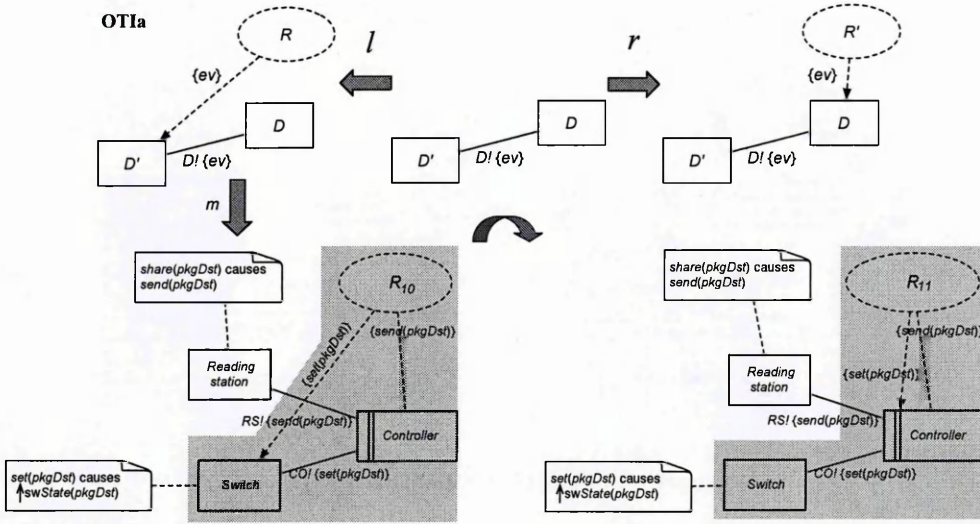 OTIa
R
l
r
R'
{ev}
{ev}
D
D
D
D'
D! {ev}
D'
D! {ev}
D'
D! {ev}
m
share(pkgDst) causes
send(pkgDst)
R10
{send(pkgDst)}
{set(pkgDst)}
Reading
station
RS! {send(pkgDst)}
Controller
CO! {set(pkgDst)}
Switch
set(pkgDst) causes
↑swState(pkgDst)
share(pkgDst) causes
send(pkgDst)
R11
{send(pkgDst)}
{set(pkgDst)}
Reading
station
RS! {send(pkgDst)}
Controller
CO! {set(pkgDst)}
Switch
set(pkgDst) causes
↑swState(pkgDst)